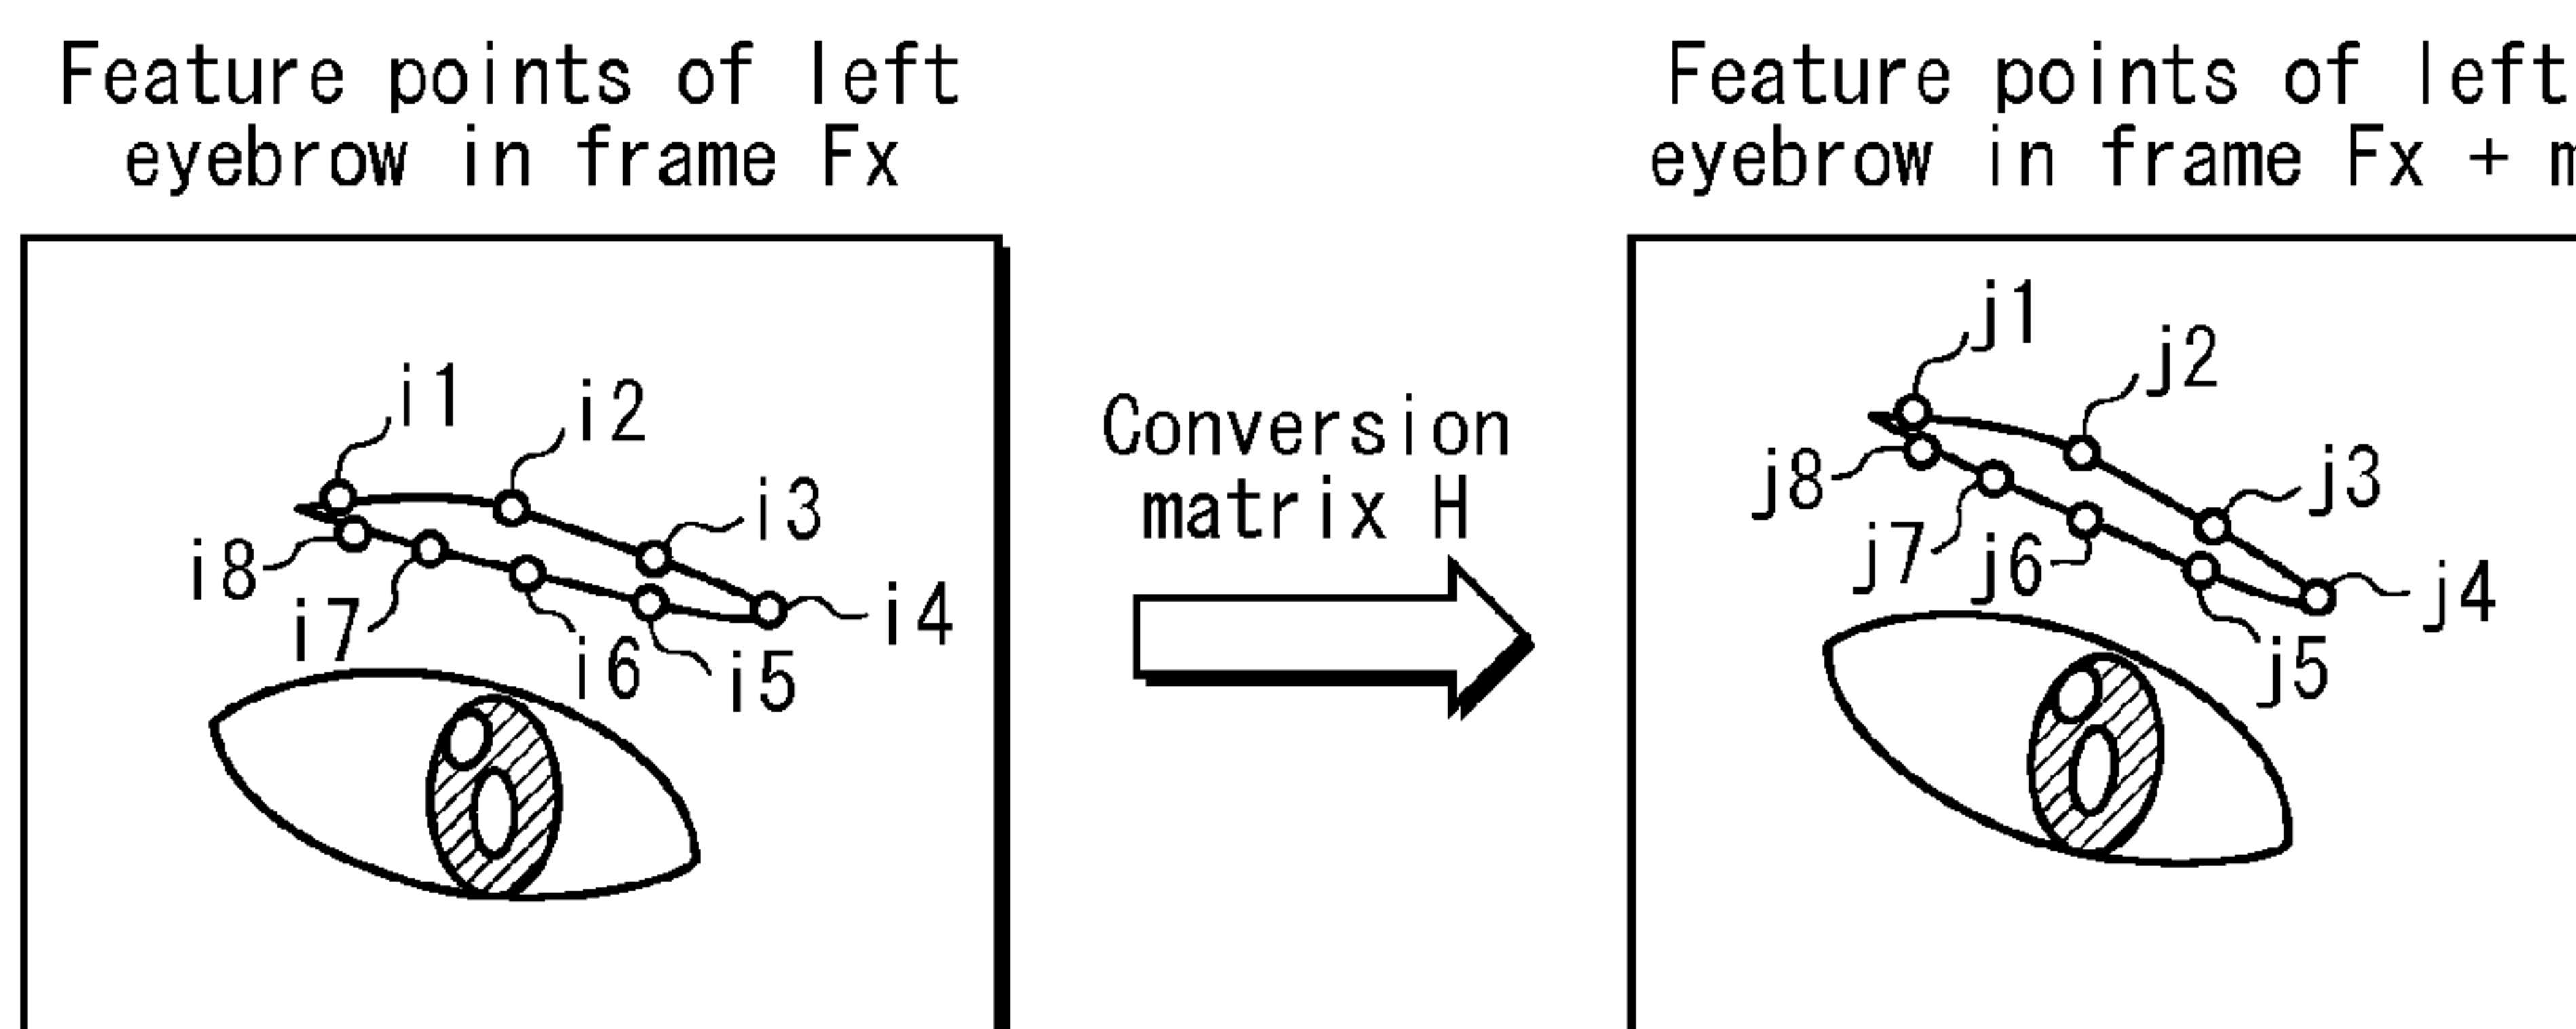 Feature points of left
eyebrow in frame Fx
Feature points of left
eyebrow in frame Fx +
i1
i2
i3
i4
i5
i6
i7
i8
Conversion
matrix H
j1
j2
j3
j4
j5
j6
j7
j8